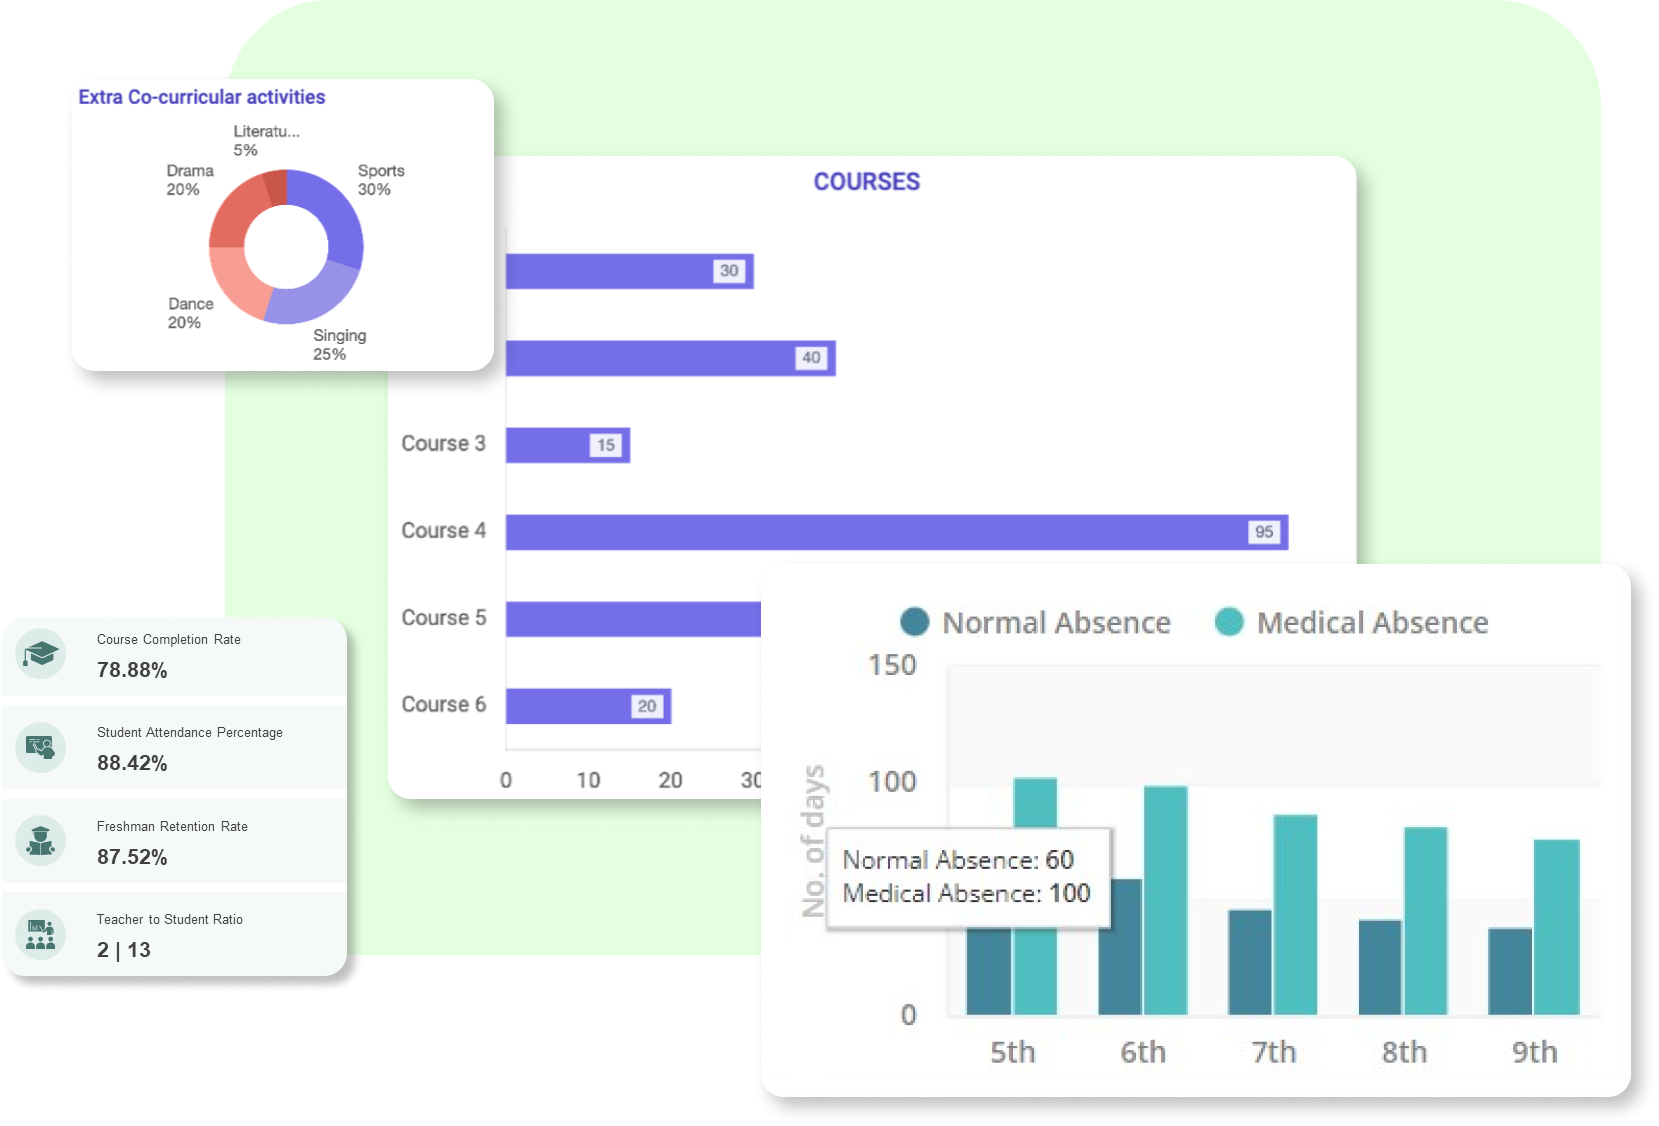 Extra Co-curricular activities
Literatu...
5%
Drama
20%
Sports
30%
Dance
20%
Singing
25%
COURSES
30
40
Course 3
15
Course 4
95
Course 5
Course 6
20
0 10 20 30
Course Completion Rate
78.88%
Student Attendance Percentage
88.42%
Freshman Retention Rate
87.52%
Teacher to Student Ratio
2 | 13
Normal Absence Medical Absence
150
100
0
No. of days
Normal Absence: 60
Medical Absence: 100
5th 6th 7th 8th 9th